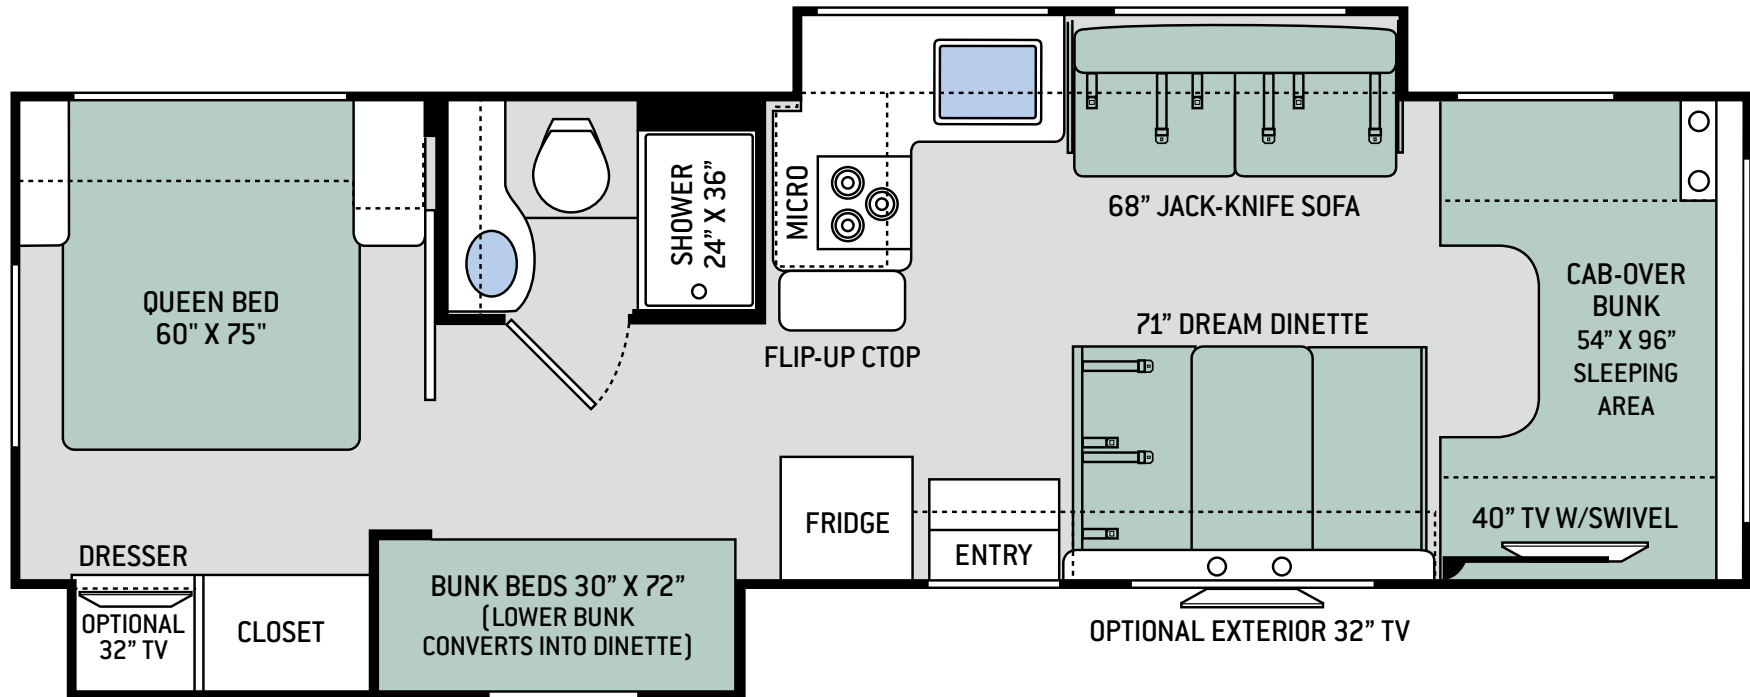 QUEEN BED
60" X 75"
SHOWER
24” X 36”
MICRO
FLIP-UP CTOP
68” JACK-KNIFE SOFA
71” DREAM DINETTE
CAB-OVER
BUNK
54” X 96”
SLEEPING
AREA
40” TV W/SWIVEL
FRIDGE
ENTRY
DRESSER
OPTIONAL
32” TV
CLOSET
BUNK BEDS 30” X 72”
(LOWER BUNK
CONVERTS INTO DINETTE)
OPTIONAL EXTERIOR 32” TV